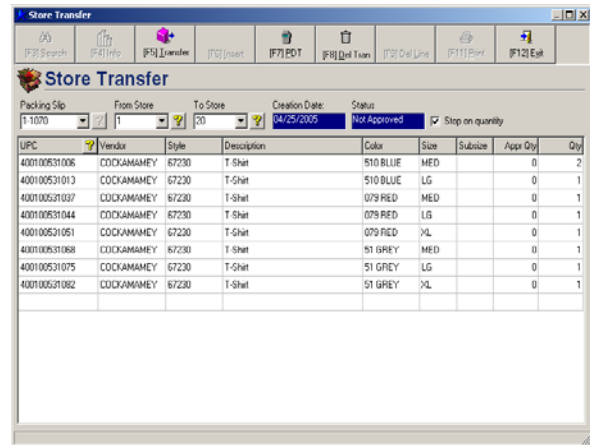 Store Transfer
[F3] Search [F4] Info [F5] Transfer [F6] Insert [F7] PDT [F8] Del Tran [F9] Del Line [F11] Print [F12] Exit
Store Transfer
Packing Slip From Store To Store Creation Date: Status
1-1070 ? 1 ? 20 ? 04/25/2005 Not Approved Stop on quantity
UPC ? Vendor Style Description Color Size Subsize Appr Qty Qty
400100531006 COCKAMAMEY 67230 T-Shirt 510 BLUE MED 0 2
400100531013 COCKAMAMEY 67230 T-Shirt 510 BLUE LG 0 1
400100531037 COCKAMAMEY 67230 T-Shirt 079 RED MED 0 1
400100531044 COCKAMAMEY 67230 T-Shirt 079 RED LG 0 1
400100531051 COCKAMAMEY 67230 T-Shirt 079 RED XL 0 1
400100531068 COCKAMAMEY 67230 T-Shirt 51 GREY MED 0 1
400100531075 COCKAMAMEY 67230 T-Shirt 51 GREY LG 0 1
400100531082 COCKAMAMEY 67230 T-Shirt 51 GREY XL 0 1